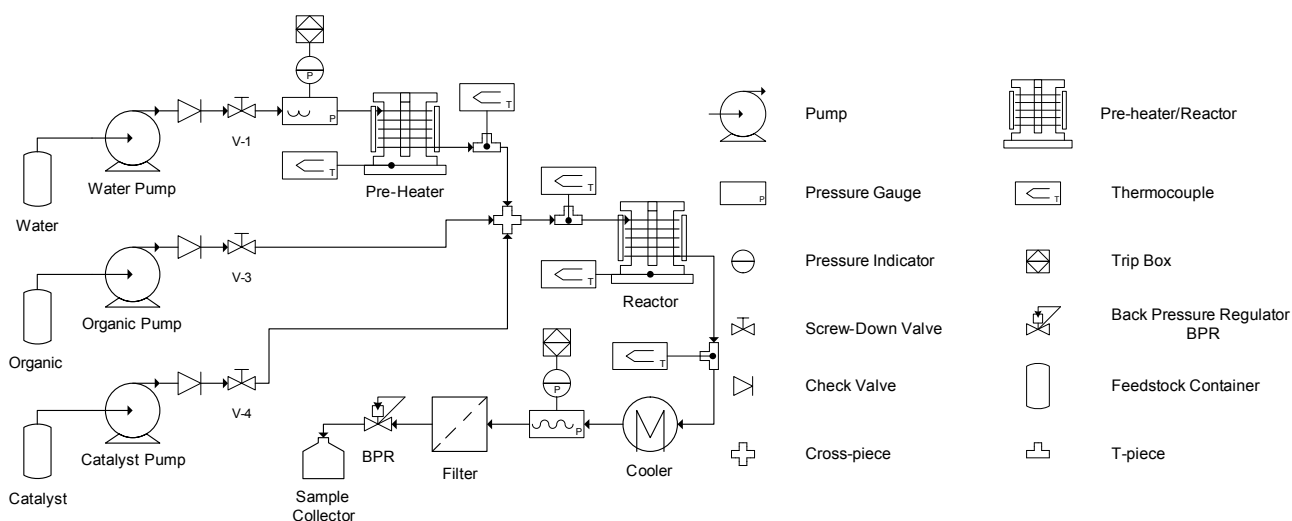 P
V-1
P
T
Water Pump
T
Pre-Heater
Water
T
V-3
Organic Pump
T
Reactor
Organic
V-4
P
T
Catalyst Pump
P
BPR
Filter
Cooler
Catalyst
Sample
Collector
Pump
Pre-heater/Reactor
P
Pressure Gauge
T
Thermocouple
Pressure Indicator
Trip Box
Screw-Down Valve
Back Pressure Regulator
BPR
Check Valve
Feedstock Container
Cross-piece
T-piece